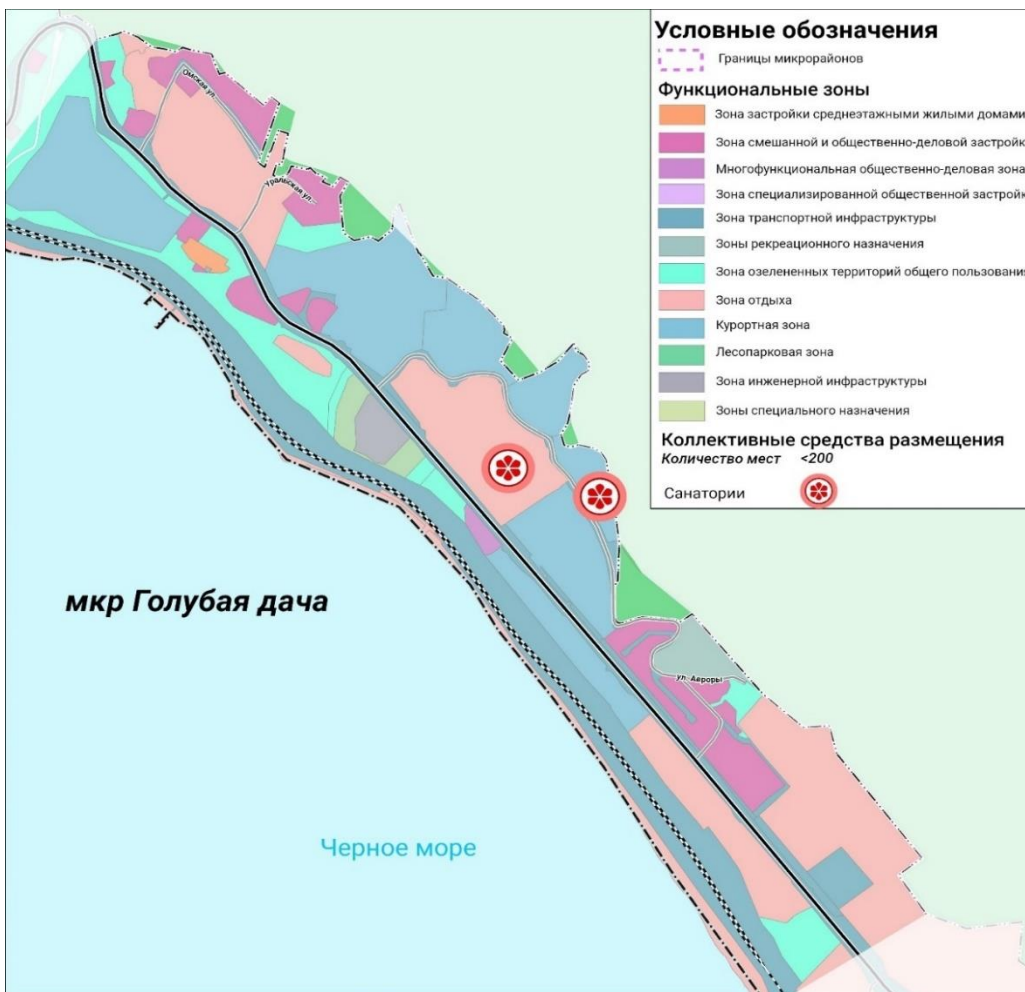 Условные обозначения
Границы микрорайонов
Функциональные зоны
Зона застройки среднеэтажными жилыми домами
Зона смешанной и общественно-деловой застройк
Многофункциональная общественно-деловая зона
Зона специализированной общественной застройк
Зона транспортной инфраструктуры
Зоны рекреационного назначения
Зона озелененных территорий общего пользования
Зона отдыха
Курортная зона
Лесопарковая зона
Зона инженерной инфраструктуры
Зоны специального назначения
Коллективные средства размещения
Количество мест <200
Санатории
Омская ул.
Уральская ул.
мкр Голубая дача
ул. Авроры
Черное море